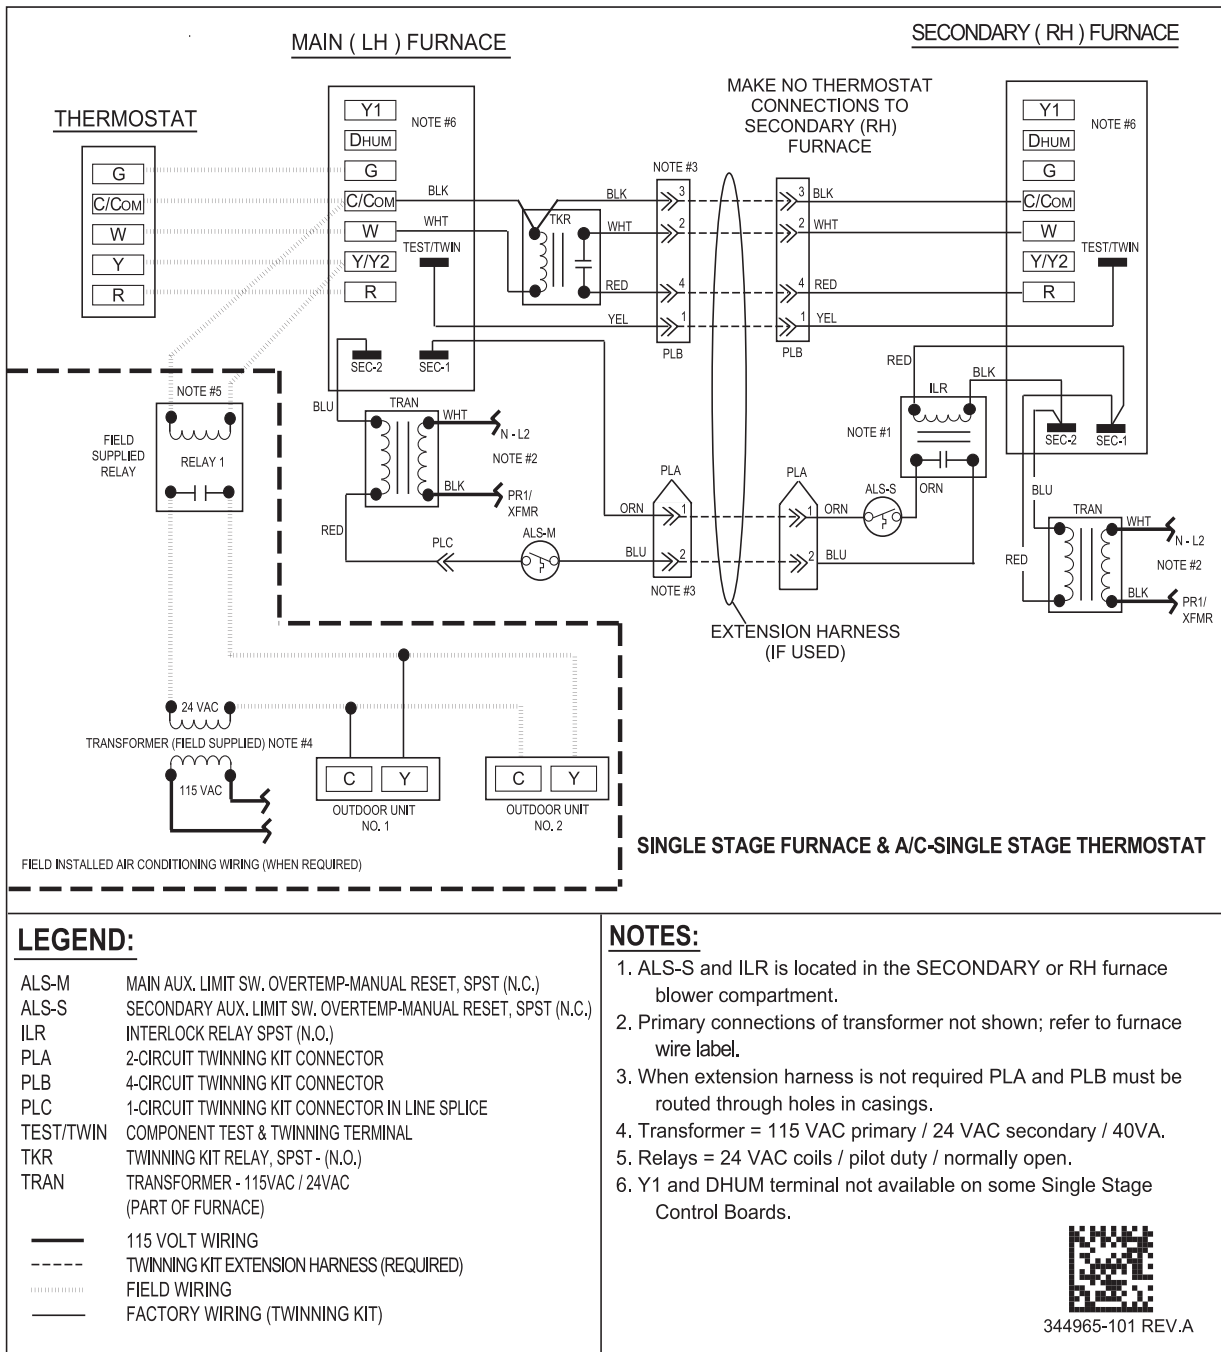 MAIN ( LH ) FURNACE
SECONDARY ( RH ) FURNACE
THERMOSTAT
G
C/COM
W
Y
R
Y1
DHUM
G
C/COM
W
Y/Y2
R
NOTE #6
BLK
WHT
TEST/TWIN
SEC-2
SEC-1
TKR
BLK
WHT
RED
YEL
NOTE #3
3
2
4
1
PLB
MAKE NO THERMOSTAT
CONNECTIONS TO
SECONDARY (RH)
FURNACE
3
2
4
1
PLB
BLK
WHT
RED
YEL
Y1
DHUM
G
C/COM
W
Y/Y2
R
NOTE #6
TEST/TWIN
SEC-2
SEC-1
RED
BLK
ILR
NOTE #1
ALS-S
ORN
ORN
BLU
BLU
RED
TRAN
WHT
N - L2
NOTE #2
BLK
PR1/
XFMR
BLU
TRAN
WHT
N - L2
NOTE #2
BLK
PR1/
XFMR
RED
PLC
ALS-M
ORN
BLU
PLA
1
2
NOTE #3
PLA
1
2
EXTENSION HARNESS
(IF USED)
NOTE #5
FIELD
SUPPLIED
RELAY
RELAY 1
24 VAC
TRANSFORMER (FIELD SUPPLIED) NOTE #4
115 VAC
C
Y
OUTDOOR UNIT
NO. 1
C
Y
OUTDOOR UNIT
NO. 2
FIELD INSTALLED AIR CONDITIONING WIRING (WHEN REQUIRED)
SINGLE STAGE FURNACE & A/C-SINGLE STAGE THERMOSTAT
LEGEND:
ALS-M MAIN AUX. LIMIT SW. OVERTEMP-MANUAL RESET, SPST (N.C.)
ALS-S SECONDARY AUX. LIMIT SW. OVERTEMP-MANUAL RESET, SPST (N.C.)
ILR INTERLOCK RELAY SPST (N.O.)
PLA 2-CIRCUIT TWINNING KIT CONNECTOR
PLB 4-CIRCUIT TWINNING KIT CONNECTOR
PLC 1-CIRCUIT TWINNING KIT CONNECTOR IN LINE SPLICE
TEST/TWIN COMPONENT TEST & TWINNING TERMINAL
TKR TWINNING KIT RELAY, SPST - (N.O.)
TRAN TRANSFORMER - 115VAC / 24VAC
(PART OF FURNACE)
115 VOLT WIRING
TWINNING KIT EXTENSION HARNESS (REQUIRED)
FIELD WIRING
FACTORY WIRING (TWINNING KIT)
NOTES:
1. ALS-S and ILR is located in the SECONDARY or RH furnace
blower compartment.
2. Primary connections of transformer not shown; refer to furnace
wire label.
3. When extension harness is not required PLA and PLB must be
routed through holes in casings.
4. Transformer = 115 VAC primary / 24 VAC secondary / 40VA.
5. Relays = 24 VAC coils / pilot duty / normally open.
6. Y1 and DHUM terminal not available on some Single Stage
Control Boards.
344965-101 REV.A